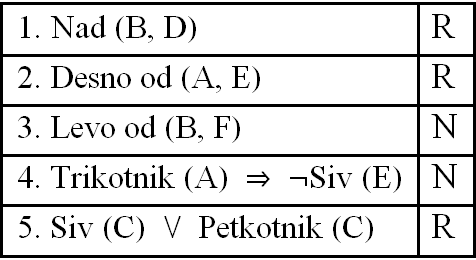 1. Nad (B, D) R
2. Desno od (A, E) R
3. Levo od (B, F) N
4. Trikotnik (A) ⇒ ¬Siv (E) N
5. Siv (C) ∨ Petkotnik (C) R